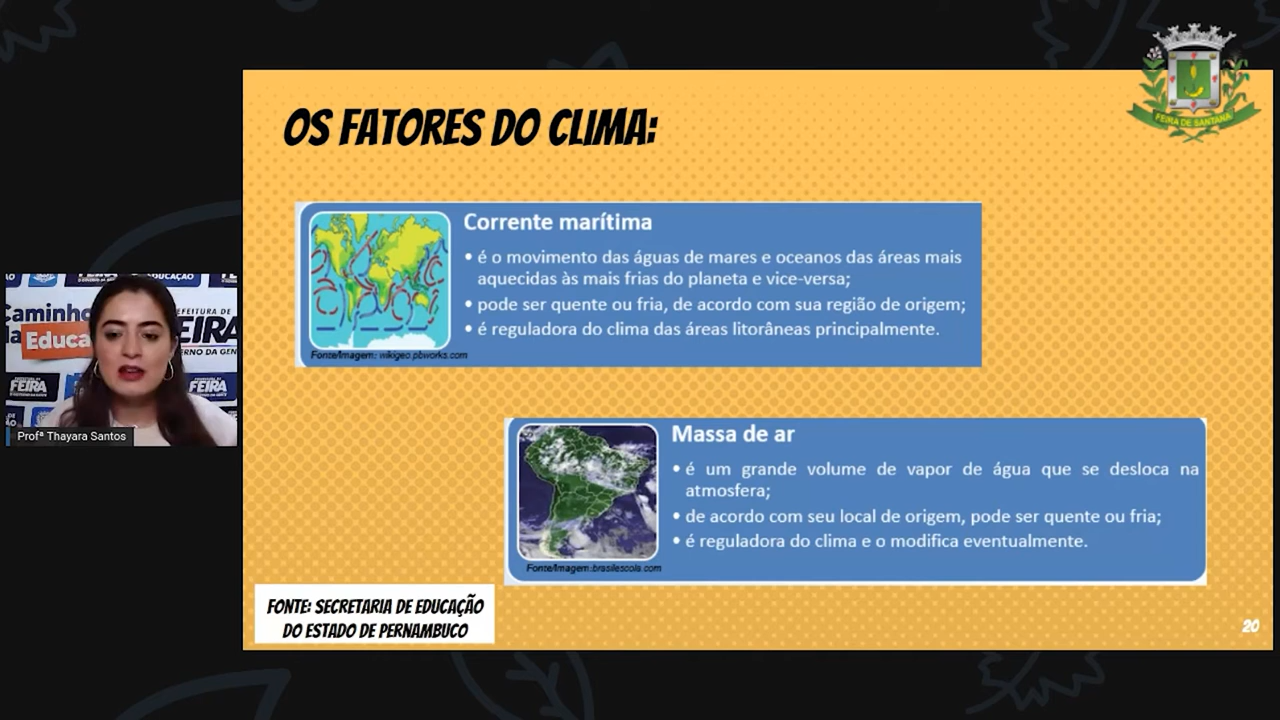 FEIRA DE SANTANA
OS FATORES DO CLIMA:
Corrente marítima
• é o movimento das águas de mares e oceanos das áreas mais
aquecidas às mais frias do planeta e vice-versa;
• pode ser quente ou fria, de acordo com sua região de origem;
• é reguladora do clima das áreas litorâneas principalmente.
Fonte/Imagem: wikigeo.pbworks.com
Massa de ar
• é um grande volume de vapor de água que se desloca na
atmosfera;
• de acordo com seu local de origem, pode ser quente ou fria;
• é reguladora do clima e o modifica eventualmente.
Fonte/Imagem:brasilescola.com
FONTE: SECRETARIA DE EDUCAÇÃO
DO ESTADO DE PERNAMBUCO
20
EDUCAÇÃO
Caminho
Educa
EIRA
FEIRA
FEIRA
Profª Thayara Santos